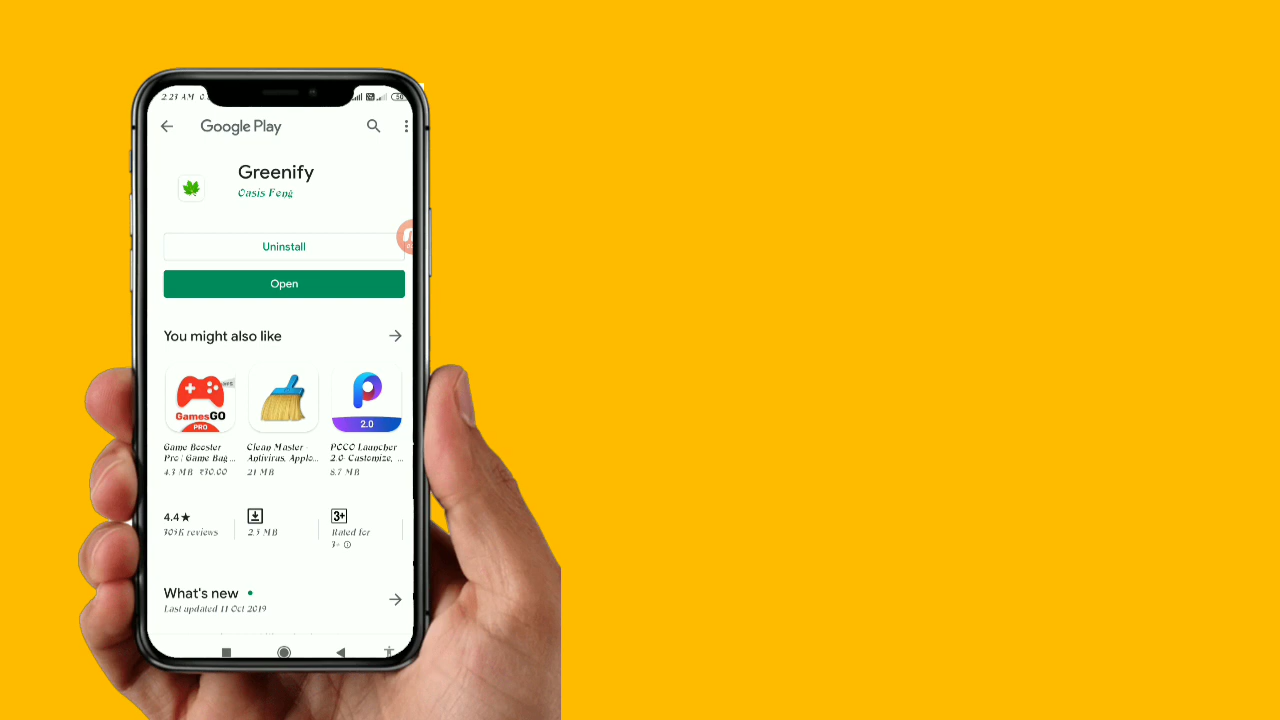 2:23 AM
Google Play
Greenify
Oasis Feng
Uninstall
Open
You might also like
GamesGO
PRO
2.0
Game Booster
Pro | Game Bag ...
4.3 MB ₹30.00
Clean Master -
Antivirus, Applo...
21 MB
POCO Launcher
2.0- Customize, ...
8.7 MB
4.4★
303K reviews
2.3 MB
3+
Rated for
3+
What's new
Last updated 11 Oct 2019